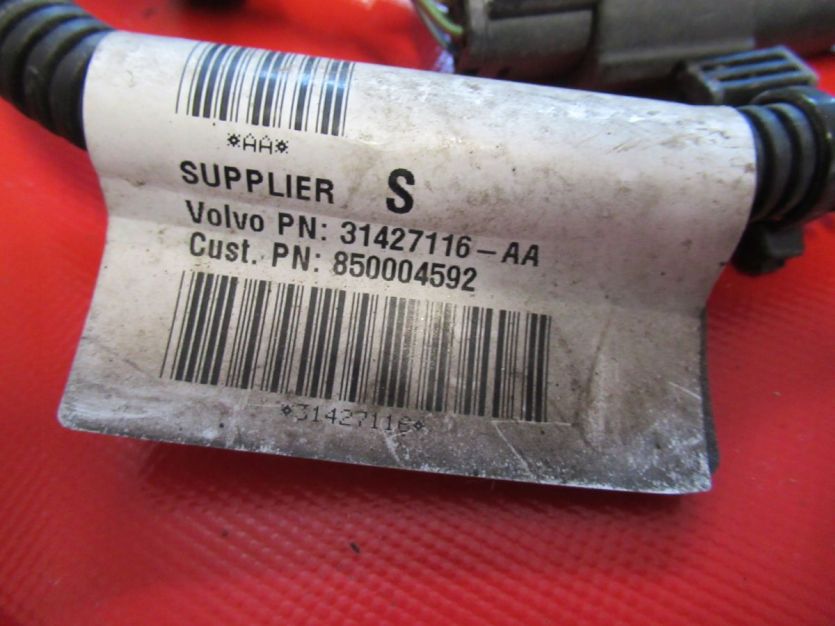 *AA*
SUPPLIER S
Volvo PN: 31427116-AA
Cust. PN: 850004592
*31427116*